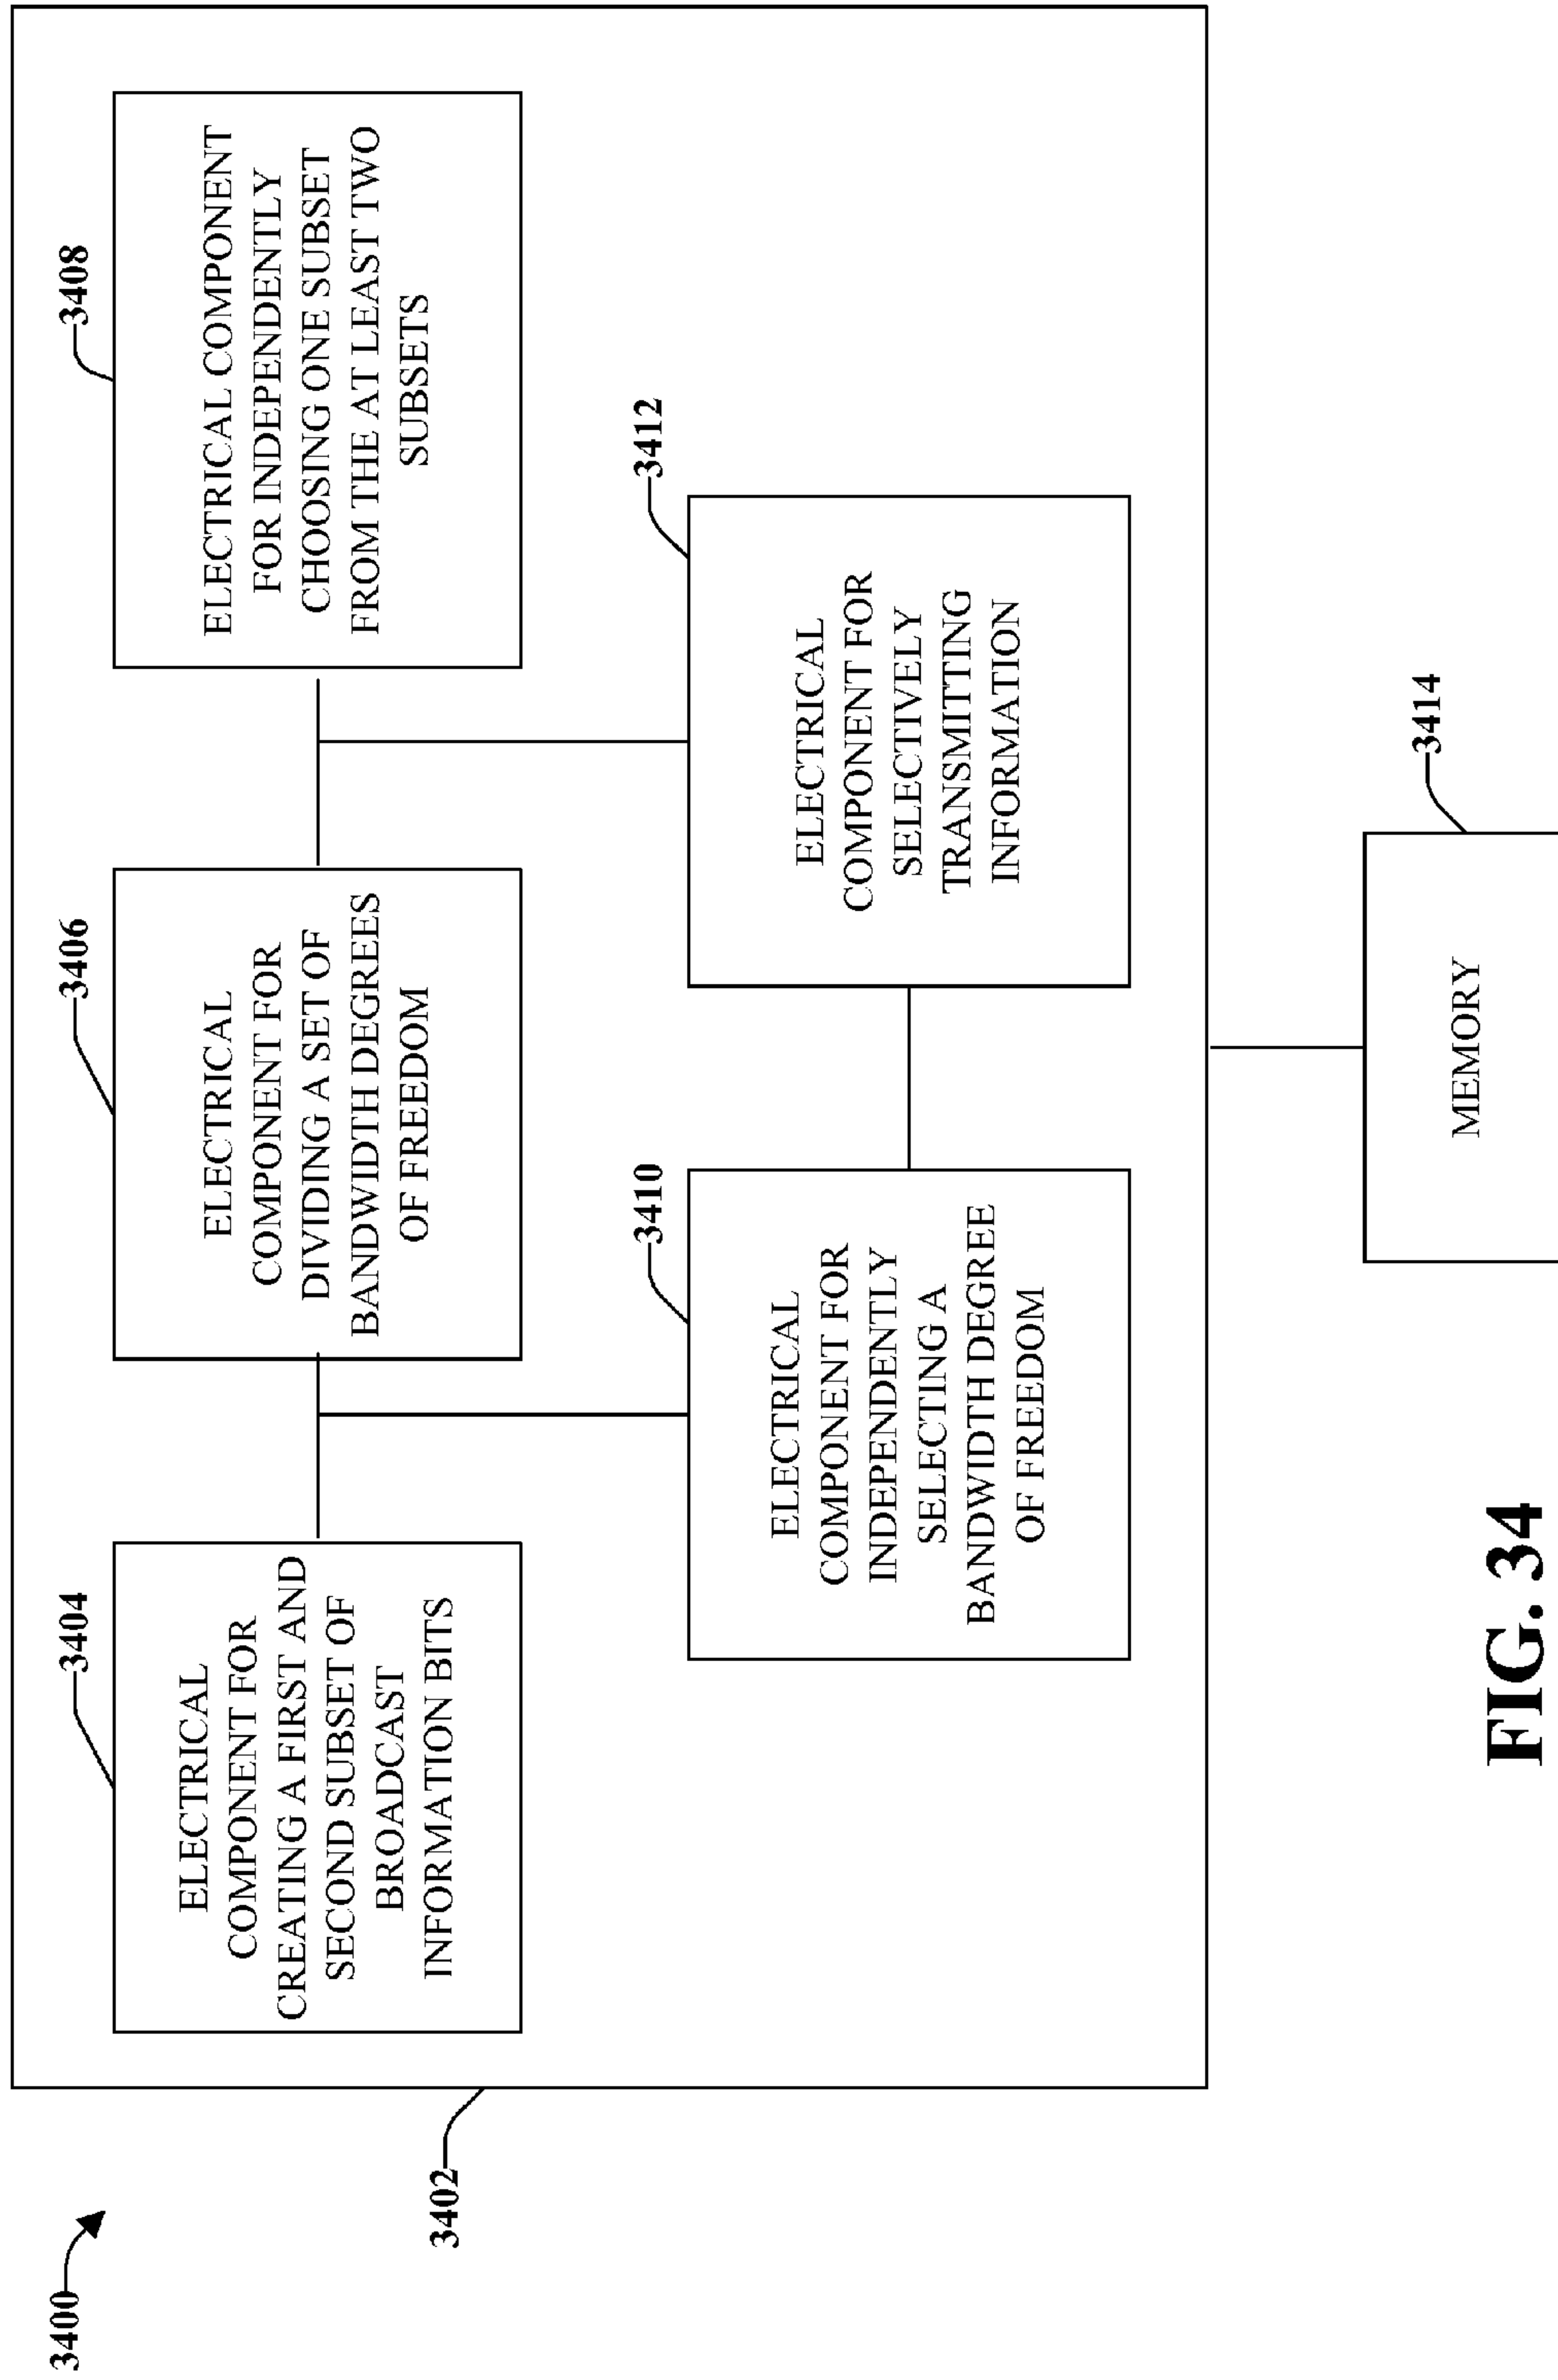 3400
3402
3404
ELECTRICAL
COMPONENT FOR
CREATING A FIRST AND
SECOND SUBSET OF
BROADCAST
INFORMATION BITS
3406
ELECTRICAL
COMPONENT FOR
DIVIDING A SET OF
BANDWIDTH DEGREES
OF FREEDOM
3408
ELECTRICAL COMPONENT
FOR INDEPENDENTLY
CHOOSING ONE SUBSET
FROM THE AT LEAST TWO
SUBSETS
3410
ELECTRICAL
COMPONENT FOR
INDEPENDENTLY
SELECTING A
BANDWIDTH DEGREE
OF FREEDOM
3412
ELECTRICAL
COMPONENT FOR
SELECTIVELY
TRANSMITTING
INFORMATION
3414
MEMORY
FIG. 34